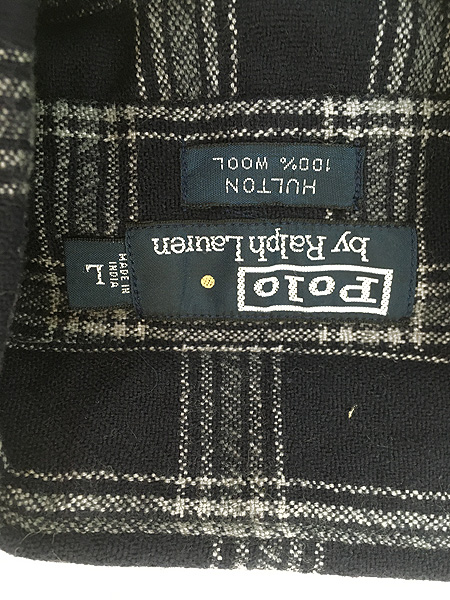 Polo
by Ralph Lauren
L
MADE IN
INDIA
HULTON
100% WOOL